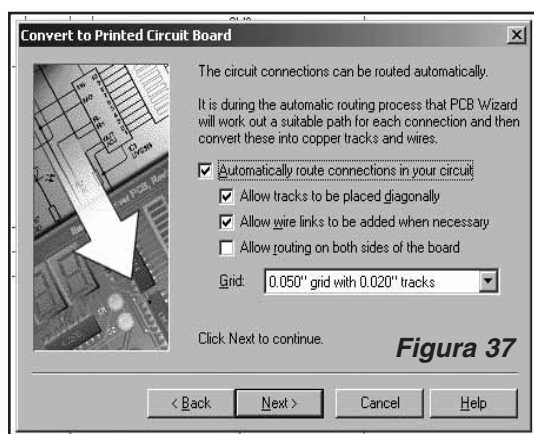 Convert to Printed Circuit Board
The circuit connections can be routed automatically.
It is during the automatic routing process that PCB Wizard
will work out a suitable path for each connection and then
convert these into copper tracks and wires.
Automatically route connections in your circuit
Allow tracks to be placed diagonally
Allow wire links to be added when necessary
Allow routing on both sides of the board
Grid: 0.050" grid with 0.020" tracks
Click Next to continue.
Figura 37
< Back Next > Cancel Help